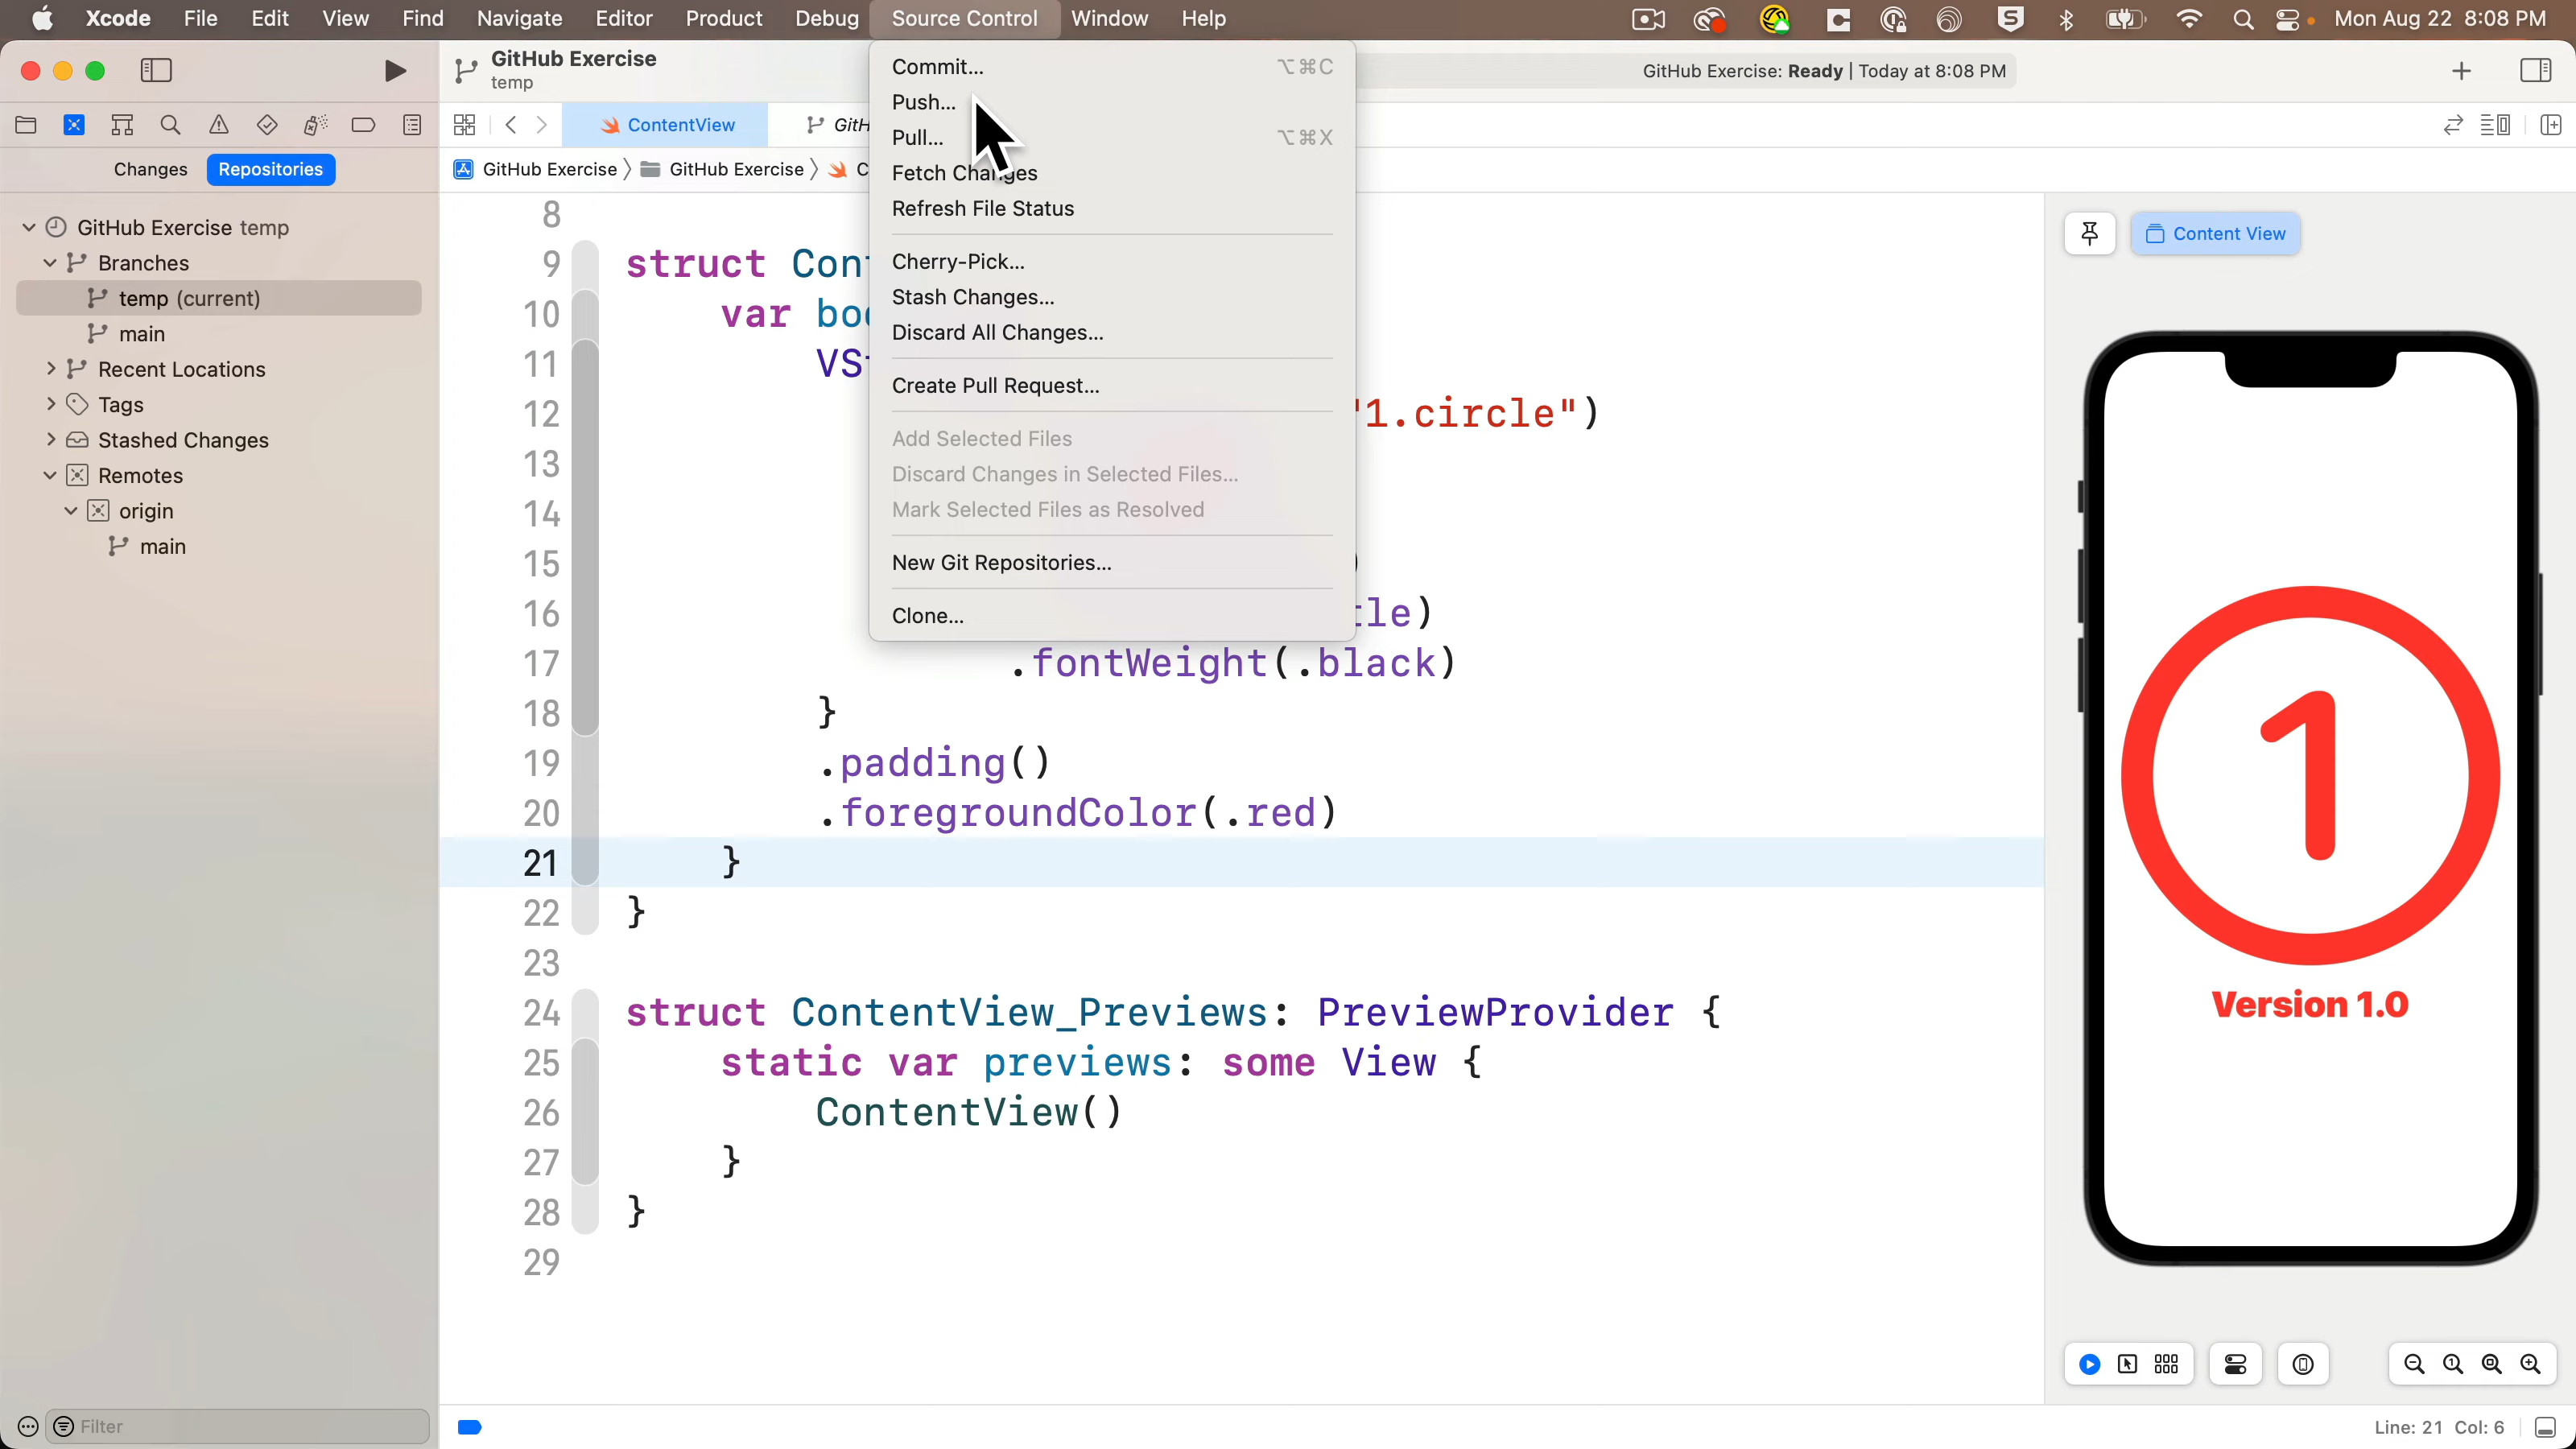 Xcode File Edit View Find Navigate Editor Product Debug Source Control Window Help Mon Aug 22 8:08 PM
GitHub Exercise
temp
GitHub Exercise: Ready | Today at 8:08 PM
ContentView
GitH
Changes Repositories
GitHub Exercise GitHub Exercise C
GitHub Exercise temp
Branches
temp (current)
main
Recent Locations
Tags
Stashed Changes
Remotes
origin
main
Filter
Commit... ⌥⌘C
Push...
Pull... ⌥⌘X
Fetch Changes
Refresh File Status
Cherry-Pick...
Stash Changes...
Discard All Changes...
Create Pull Request...
Add Selected Files
Discard Changes in Selected Files...
Mark Selected Files as Resolved
New Git Repositories...
Clone...
8
9 struct Con
10 var bo
11 VS
12 "1.circle")
13
14
15 )
16 tle)
17 .fontWeight(.black)
18 }
19 .padding()
20 .foregroundColor(.red)
21 }
22 }
23
24 struct ContentView_Previews: PreviewProvider {
25 static var previews: some View {
26 ContentView()
27 }
28 }
29
Content View
1
Version 1.0
Line: 21 Col: 6